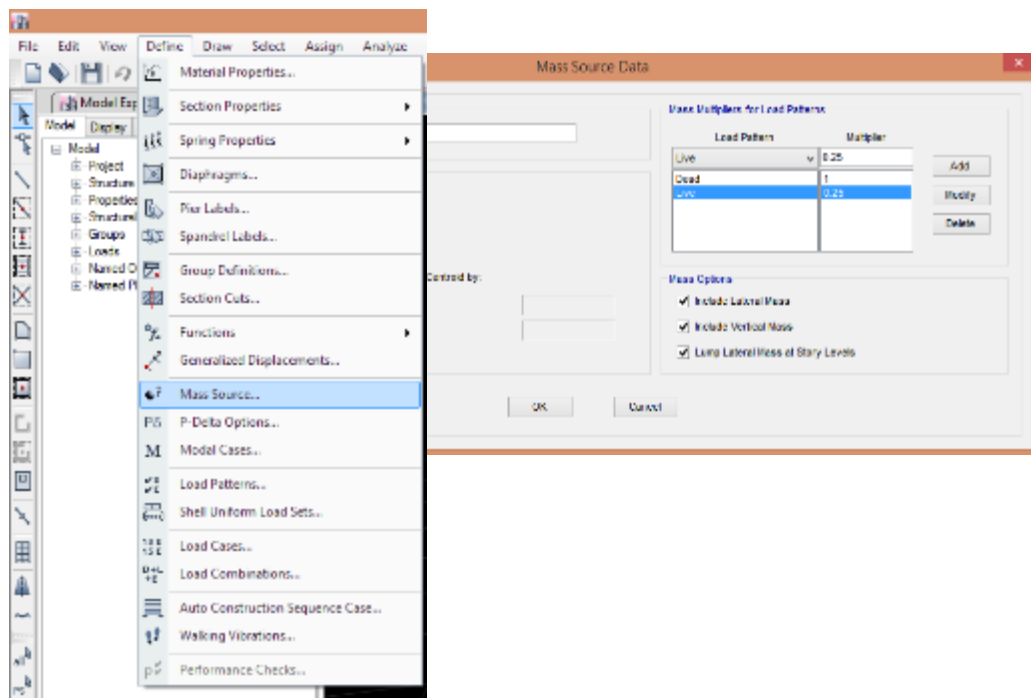 File Edit View Define Draw Select Assign Analyze
Model Exp
Model Display
Model
Project
Structure
Properties
Structural
Groups
Loads
Named O
Named Pl
Material Properties...
Section Properties
Spring Properties
Diaphragms...
Pier Labels...
Spandrel Labels...
Group Definitions...
Section Cuts...
Functions
Generalized Displacements...
Mass Source...
P-Delta Options...
Modal Cases...
Load Patterns...
Shell Uniform Load Sets...
Load Cases...
Load Combinations...
Auto Construction Sequence Case...
Walking Vibrations...
Performance Checks...
Mass Source Data
Mass Multipliers for Load Patterns
Load Pattern Multiplier
Live 0.25
Add
Dead 1
Live 0.25
Modify
Delete
Centroid by:
Mass Options
Include Lateral Mass
Include Vertical Mass
Lump Lateral Mass at Story Levels
OK Cancel